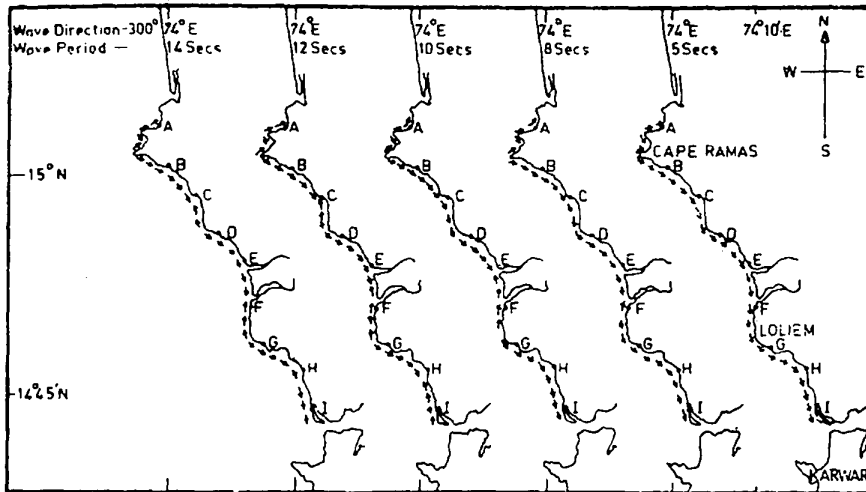 Wave Direction-300° 74°E 74°E 74°E 74°E 74°E 74°10'E N
Wave Period — 14 Secs 12 Secs 10 Secs 8 Secs 5 Secs
W E
S
A A A A A
CAPE RAMAS
B B B B B
15°N
C C C C C
D D D D D
E E E E E
F F F F F
LOLIEM
G G G G G
H H H H H
14°45'N
I I I I I
KARWAR